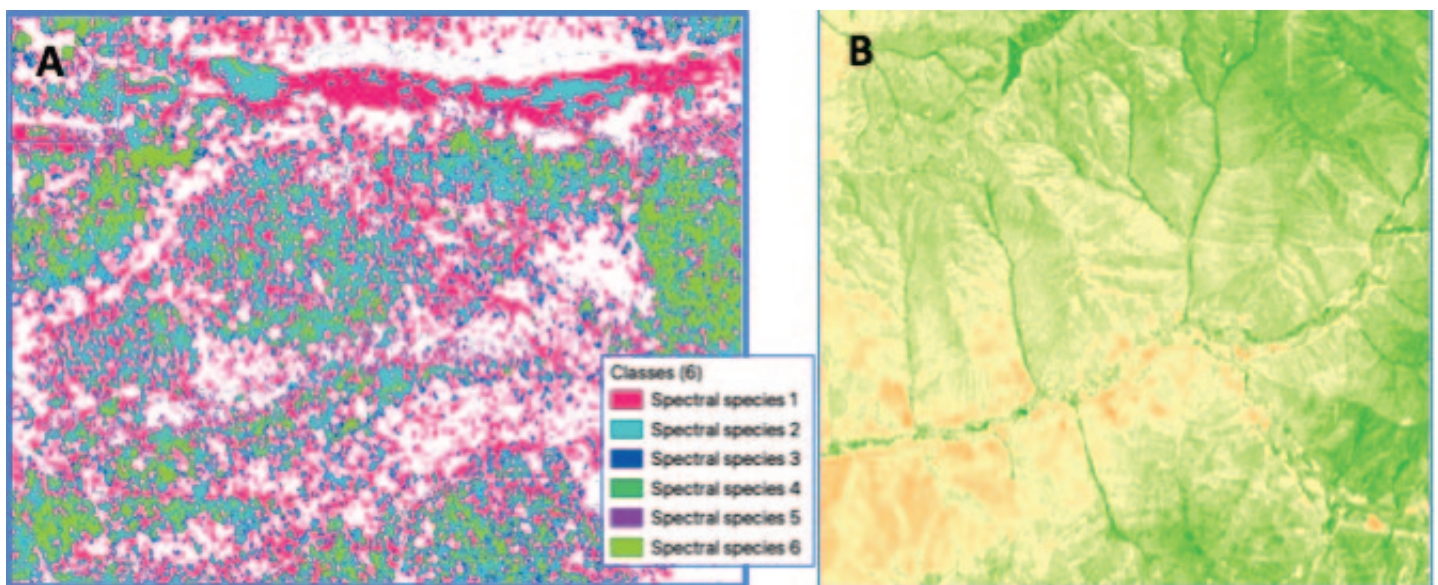 A
B
Classes (6)
Spectral species 1
Spectral species 2
Spectral species 3
Spectral species 4
Spectral species 5
Spectral species 6